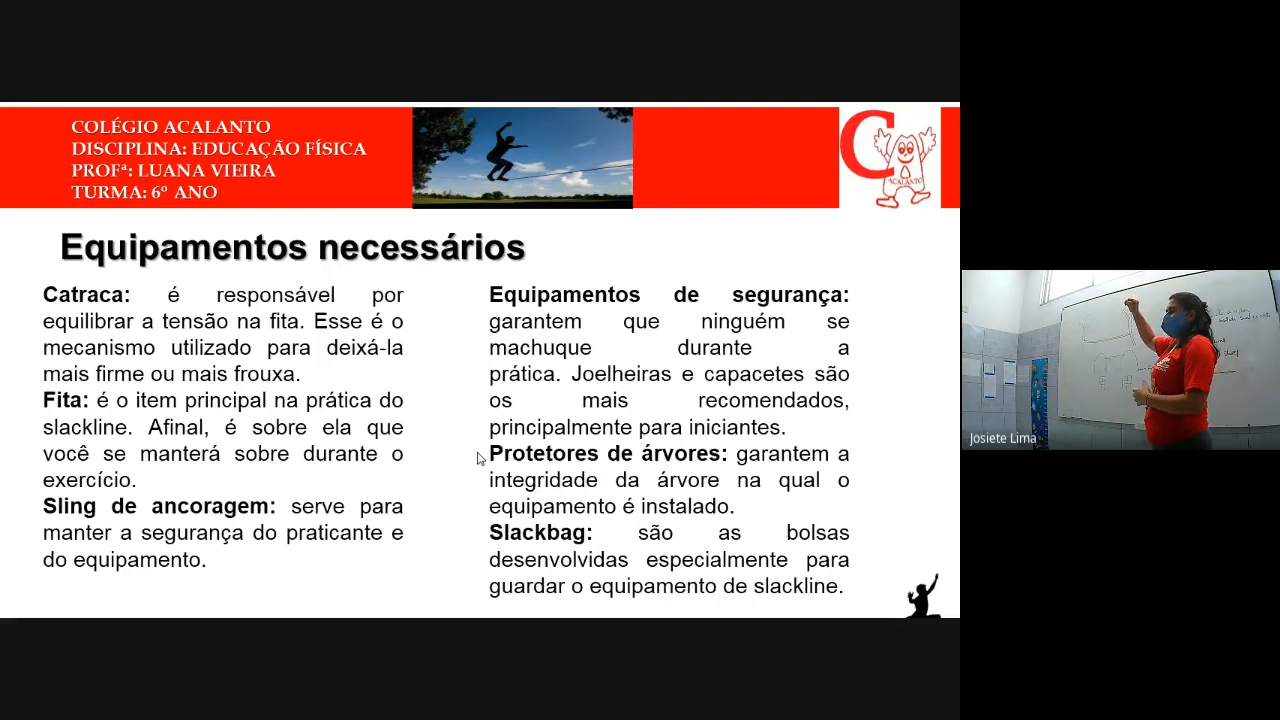 COLÉGIO ACALANTO
DISCIPLINA: EDUCAÇÃO FÍSICA
PROFª: LUANA VIEIRA
TURMA: 6º ANO
C
ACALANTO
Equipamentos necessários
Catraca: é responsável por
equilibrar a tensão na fita. Esse é o
mecanismo utilizado para deixá-la
mais firme ou mais frouxa.
Fita: é o item principal na prática do
slackline. Afinal, é sobre ela que
você se manterá sobre durante o
exercício.
Sling de ancoragem: serve para
manter a segurança do praticante e
do equipamento.
Equipamentos de segurança:
garantem que ninguém se
machuque durante a
prática. Joelheiras e capacetes são
os mais recomendados,
principalmente para iniciantes.
Protetores de árvores: garantem a
integridade da árvore na qual o
equipamento é instalado.
Slackbag: são as bolsas
desenvolvidas especialmente para
guardar o equipamento de slackline.
Josiete Lima